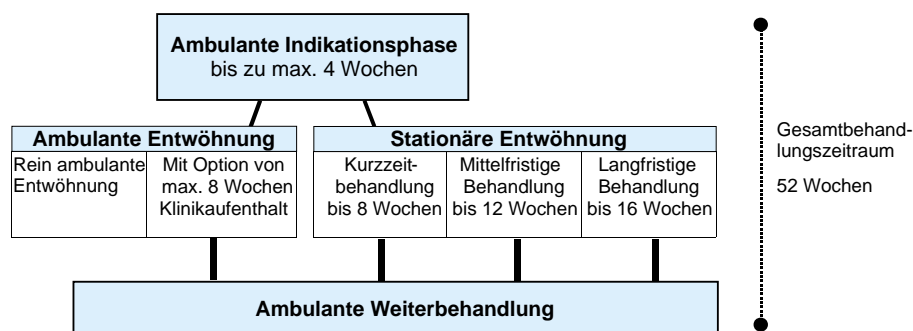 Ambulante Indikationsphase
bis zu max. 4 Wochen
Ambulante Entwöhnung
Rein ambulante
Entwöhnung
Mit Option von
max. 8 Wochen
Klinikaufenthalt
Stationäre Entwöhnung
Kurzzeit-
behandlung
bis 8 Wochen
Mittelfristige
Behandlung
bis 12 Wochen
Langfristige
Behandlung
bis 16 Wochen
Gesamtbehand-
lungszeitraum
52 Wochen
Ambulante Weiterbehandlung